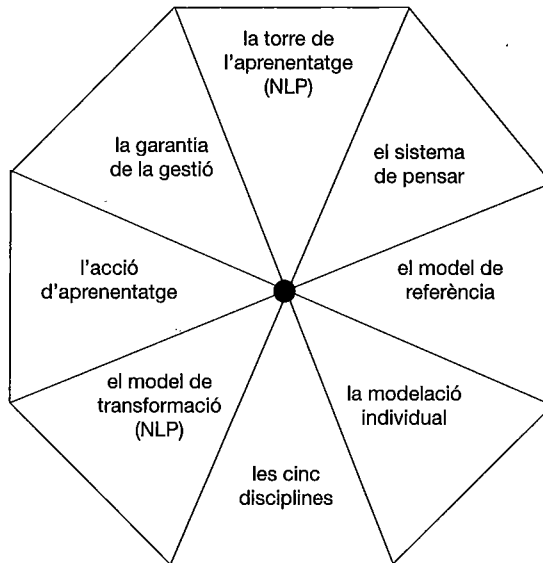 la torre de
l'aprenentatge
(NLP)
la garantia
de la gestió
el sistema
de pensar
l'acció
d'aprenentatge
el model de
referència
el model de
transformació
(NLP)
la modelació
individual
les cinc
disciplines